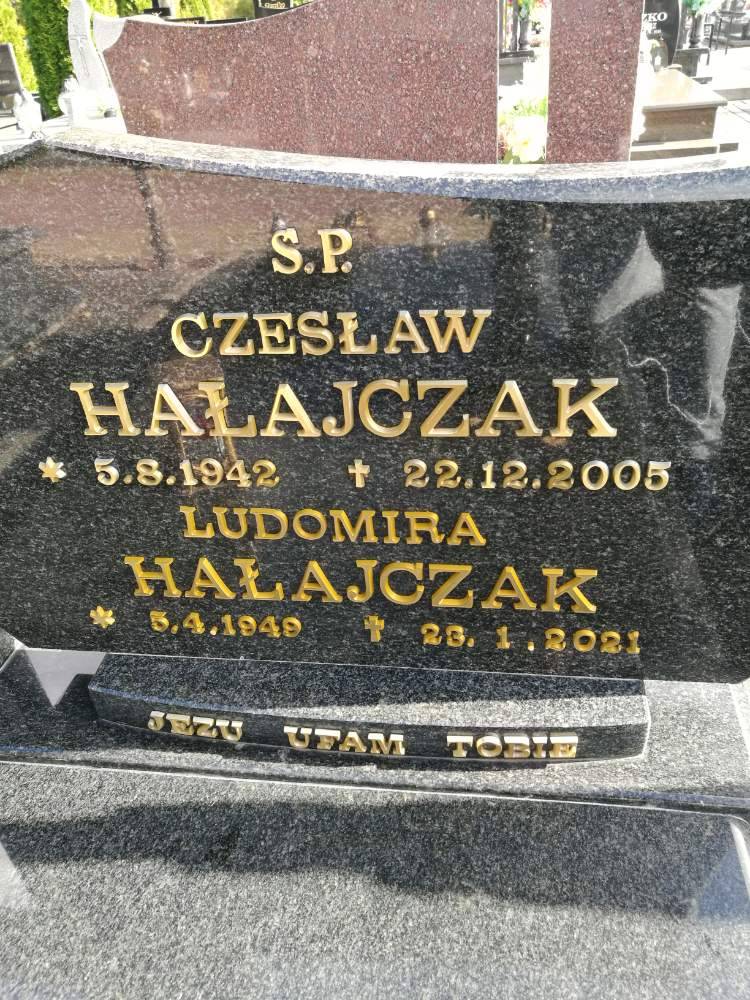 Ś.P.
CZESŁAW
HAŁAJCZAK
* 5.8.1942 † 22.12.2005
LUDOMIRA
HAŁAJCZAK
* 5.4.1949 † 23.1.2021
JEZU UFAM TOBIE